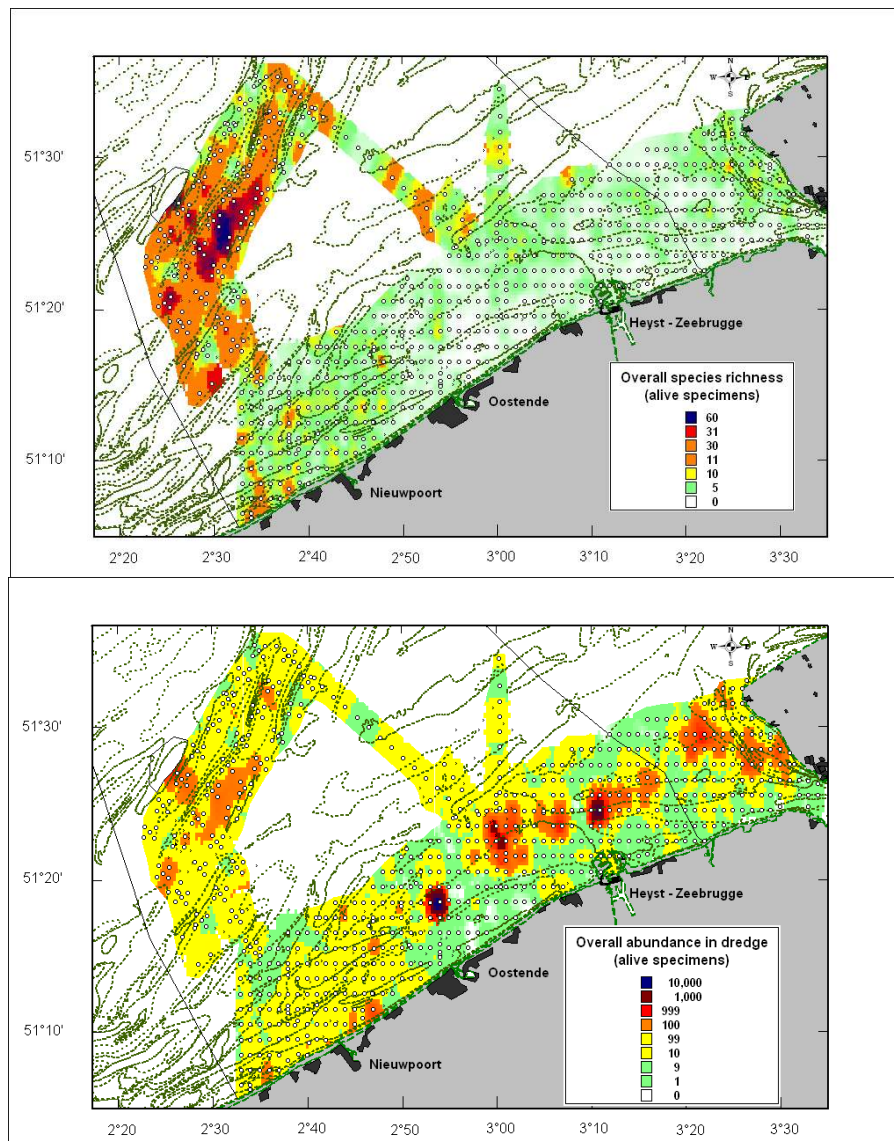 N
W E
S
51°30'
51°20'
51°10'
Heyst - Zeebrugge
Oostende
Nieuwpoort
Overall species richness
(alive specimens)
60
31
30
11
10
5
0
2°20 2°30 2°40 2°50 3°00 3°10 3°20 3°30
N
W E
S
51°30'
51°20'
51°10'
Heyst - Zeebrugge
Oostende
Nieuwpoort
Overall abundance in dredge
(alive specimens)
10,000
1,000
999
100
99
10
9
1
0
2°20 2°30 2°40 2°50 3°00 3°10 3°20 3°30